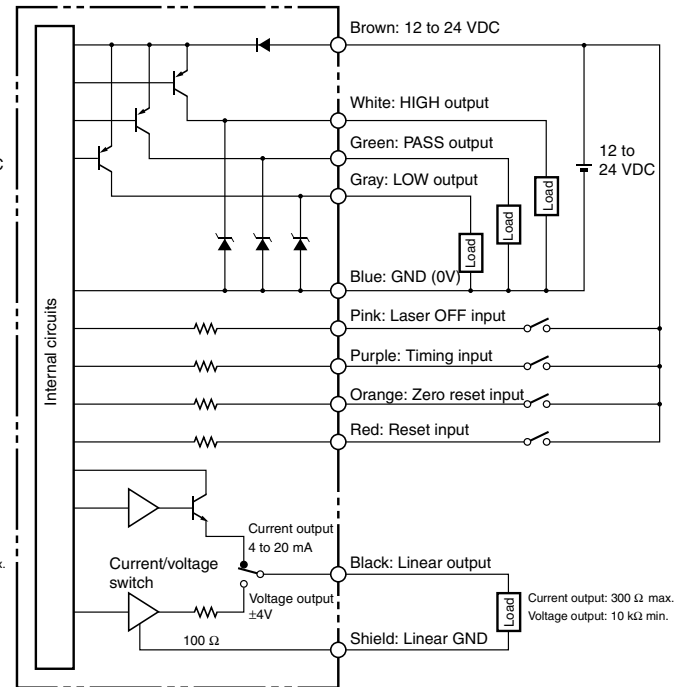 Brown: 12 to 24 VDC
White: HIGH output
Green: PASS output
12 to
24 VDC
Gray: LOW output
Load
Load
Load
Blue: GND (0V)
Pink: Laser OFF input
Internal circuits
Purple: Timing input
Orange: Zero reset input
Red: Reset input
Current output
4 to 20 mA
Current/voltage
switch
Black: Linear output
Voltage output
±4V
Load
Current output: 300 Ω max.
Voltage output: 10 kΩ min.
100 Ω
Shield: Linear GND